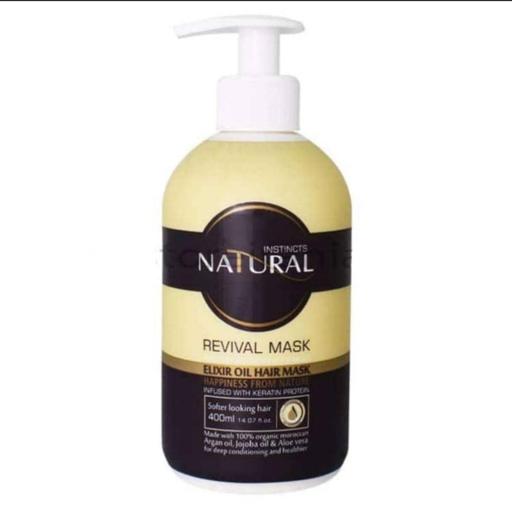 INSTINCTS
NATURAL
REVIVAL MASK
ELIXIR OIL HAIR MASK
HAPPINESS FROM NATURE
INFUSED WITH KERATIN PROTEIN
Softer looking hair
400ml 14.07 fl oz.
Made with 100% organic moroccan
Argan oil, Jojoba oil & Aloe vera
for deep conditioning and healthier